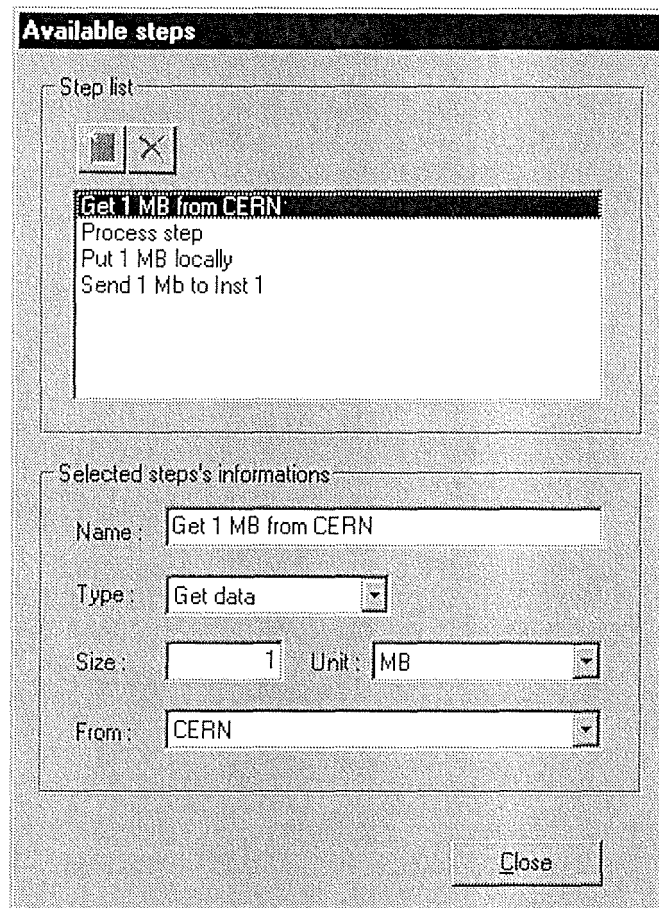 Available steps
Step list
Get 1 MB from CERN
Process step
Put 1 MB locally
Send 1 Mb to Inst 1
Selected steps's informations
Name : Get 1 MB from CERN
Type : Get data
Size : 1 Unit : MB
From : CERN
Close